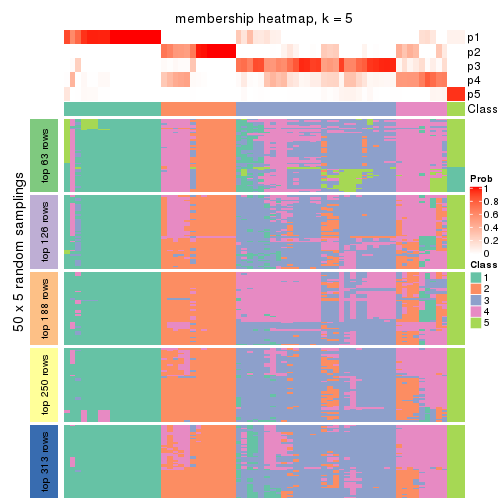 membership heatmap, k = 5
p1
p2
p3
p4
p5
Class
50 x 5 random samplings
top 63 rows
top 126 rows
top 188 rows
top 250 rows
top 313 rows
Prob
1
0.8
0.6
0.4
0.2
0
Class
1
2
3
4
5